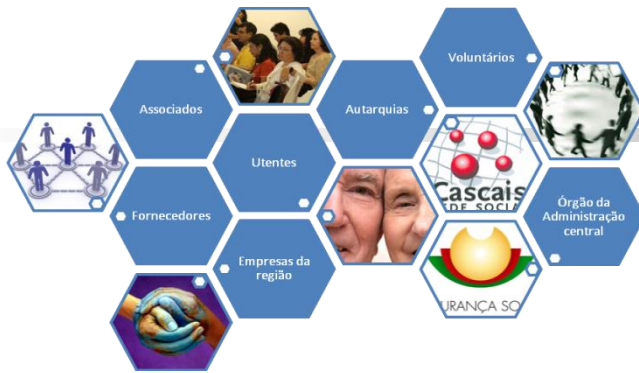 Voluntários
Associados
Autarquias
Utentes
Cascais
DE SOCIA
Fornecedores
Órgão da
Administração
central
Empresas da
região
URANÇA SO